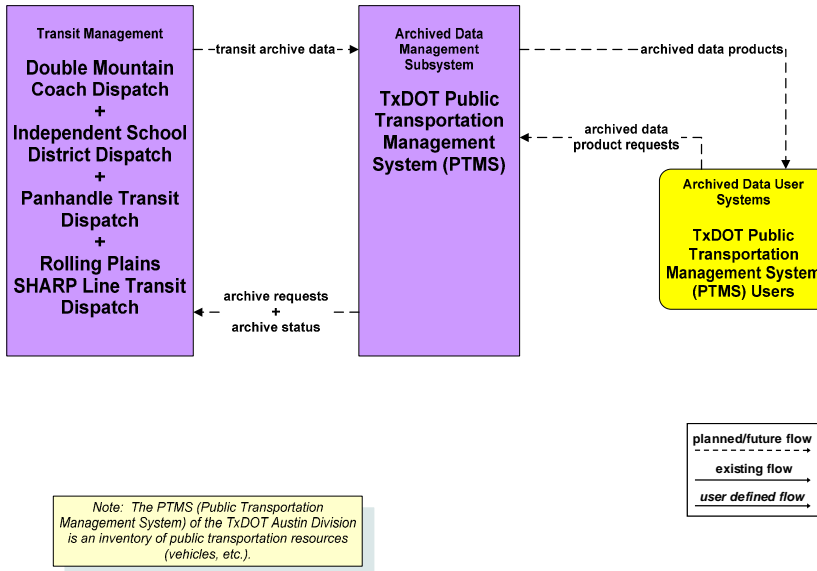 Transit Management
Double Mountain
Coach Dispatch
+
Independent School
District Dispatch
+
Panhandle Transit
Dispatch
+
Rolling Plains
SHARP Line Transit
Dispatch
transit archive data
archive requests
+
archive status
Archived Data
Management
Subsystem
TxDOT Public
Transportation
Management
System (PTMS)
archived data products
archived data
product requests
Archived Data User
Systems
TxDOT Public
Transportation
Management System
(PTMS) Users
planned/future flow
existing flow
user defined flow
Note: The PTMS (Public Transportation
Management System) of the TxDOT Austin Division
is an inventory of public transportation resources
(vehicles, etc.).